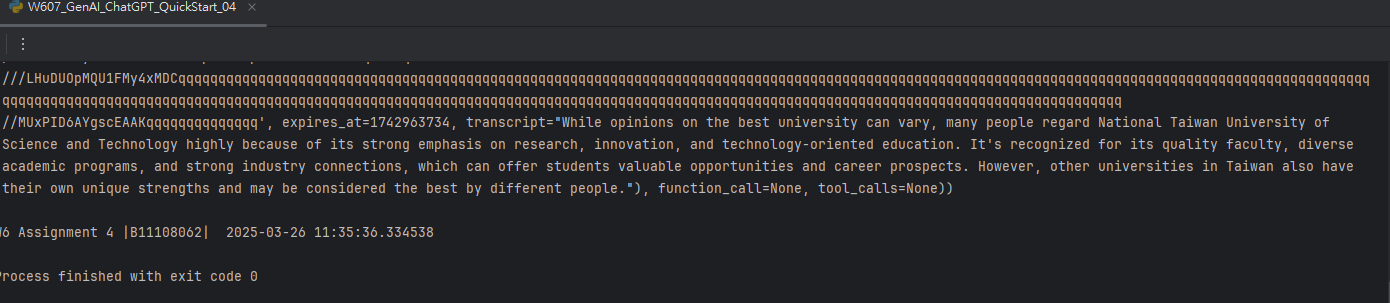 W607_GenAI_ChatGPT_QuickStart_04
///LHuDUOpMQU1FMy4xMDCqqqqqqqqqqqqqqqqqqqqqqqqqqqqqqqqqqqqqqqqqqqqqqqqqqqqqqqqqqqqqqqqqqqqqqqqqqqqqqqqqqqqqqqqqqqqqqqqqqqqqqqqqqqqqqqqqqqqqqqqqqqqqqqqqqqqqqqqqqqqqqqqqqqqqqqqqqqq
qqqqqqqqqqqqqqqqqqqqqqqqqqqqqqqqqqqqqqqqqqqqqqqqqqqqqqqqqqqqqqqqqqqqqqqqqqqqqqqqqqqqqqqqqqqqqqqqqqqqqqqqqqqqqqqqqqqqqqqqqqqqqqqqqqqqqqqqqqqqq
//MUxPID6AYgscEAAKqqqqqqqqqqqqqq', expires_at=1742963734, transcript="While opinions on the best university can vary, many people regard National Taiwan University of
Science and Technology highly because of its strong emphasis on research, innovation, and technology-oriented education. It's recognized for its quality faculty, diverse
academic programs, and strong industry connections, which can offer students valuable opportunities and career prospects. However, other universities in Taiwan also have
their own unique strengths and may be considered the best by different people."), function_call=None, tool_calls=None))
W6 Assignment 4 |B11108062|  2025-03-26 11:35:36.334538
Process finished with exit code 0